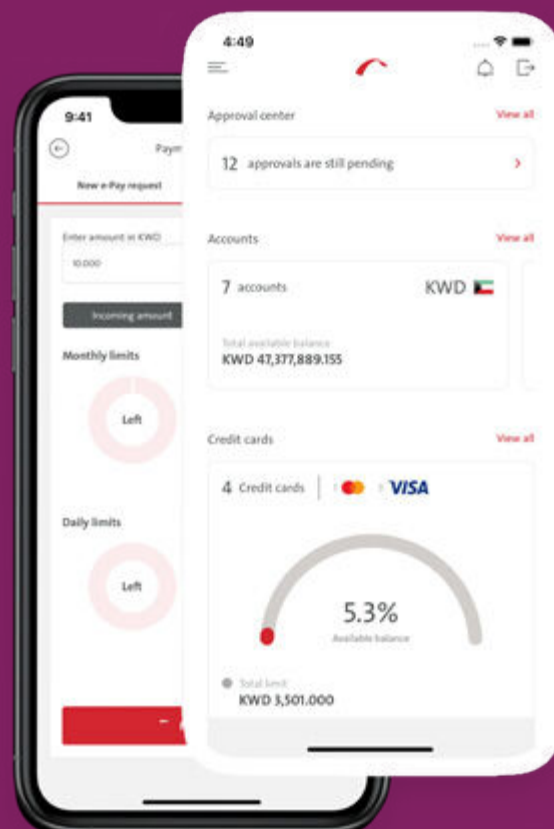 9:41
Paym
New e-Pay request
Enter amount in KWD
10.000
Incoming amount
Monthly limits
Left
Daily limits
Left
4:49
Approval center
View all
12 approvals are still pending
Accounts
View all
7 accounts
KWD
Total available balance
KWD 47,377,889.155
Credit cards
View all
4 Credit cards
VISA
5.3%
Available balance
Total limit
KWD 3,501.000